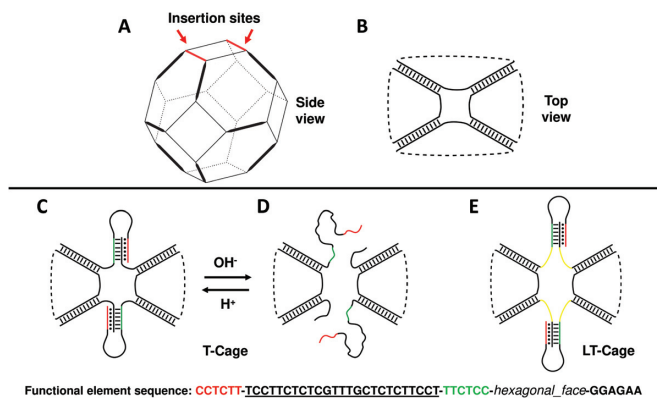 Insertion sites
A
B
Side
view
Top
view
C
D
E
OH-
H+
T-Cage
LT-Cage
Functional element sequence: CCTCTT-TCCTTCTCTCGTTTGCTCTCTTCCT-TTCTCC-hexagonal_face-GGAGAA